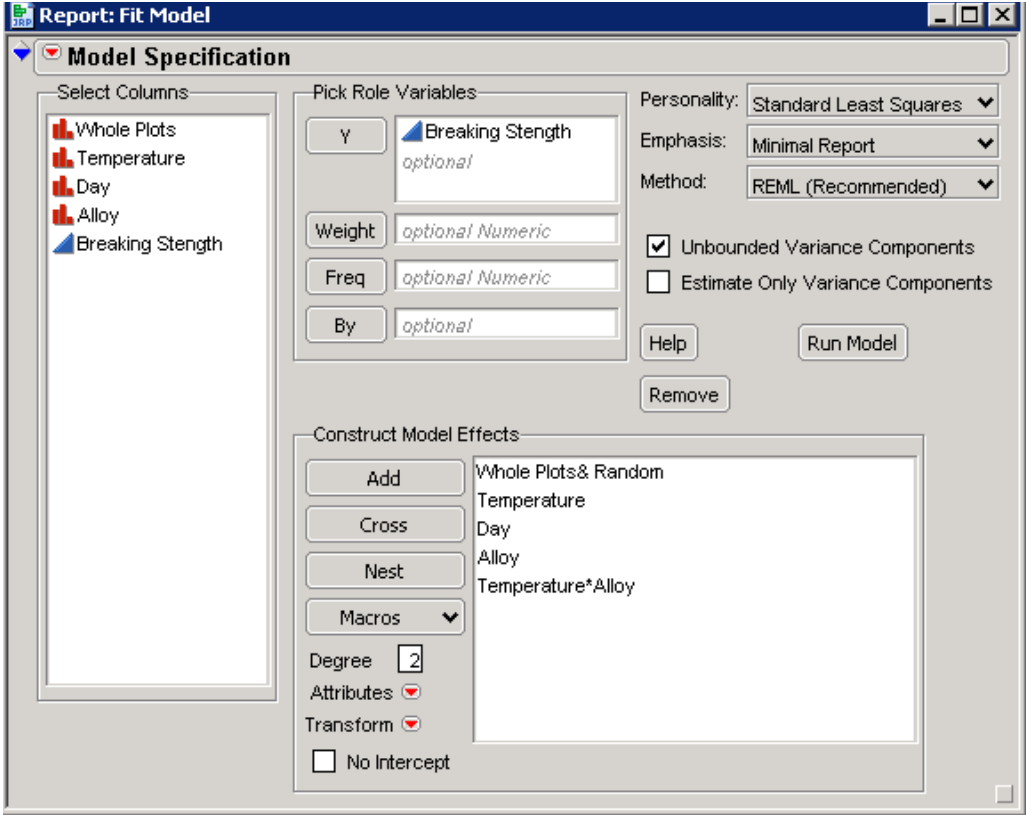 JRP
Report: Fit Model
Model Specification
Select Columns
Whole Plots
Temperature
Day
Alloy
Breaking Stength
Pick Role Variables
Y
Breaking Stength
optional
Weight
optional Numeric
Freq
optional Numeric
By
optional
Personality: Standard Least Squares
Emphasis: Minimal Report
Method: REML (Recommended)
Unbounded Variance Components
Estimate Only Variance Components
Help
Run Model
Remove
Construct Model Effects
Add
Cross
Nest
Macros
Degree 2
Attributes
Transform
No Intercept
Whole Plots& Random
Temperature
Day
Alloy
Temperature*Alloy